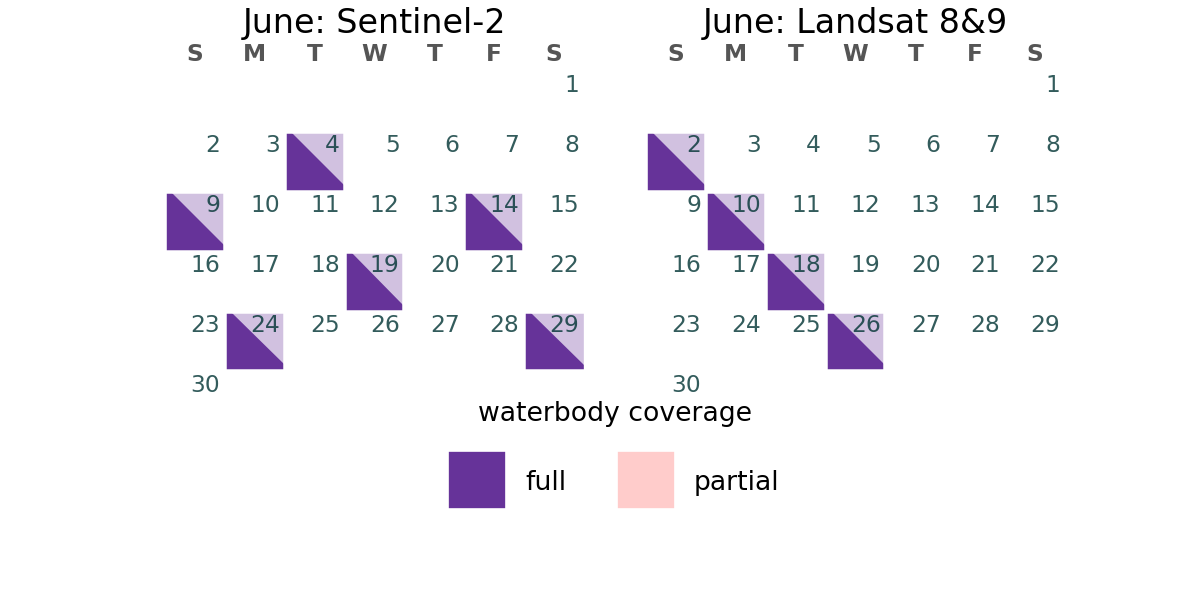 June: Sentinel-2
S M T W T F S
1
2 3 4 5 6 7 8
9 10 11 12 13 14 15
16 17 18 19 20 21 22
23 24 25 26 27 28 29
30
June: Landsat 8&9
S M T W T F S
1
2 3 4 5 6 7 8
9 10 11 12 13 14 15
16 17 18 19 20 21 22
23 24 25 26 27 28 29
30
waterbody coverage
full
partial